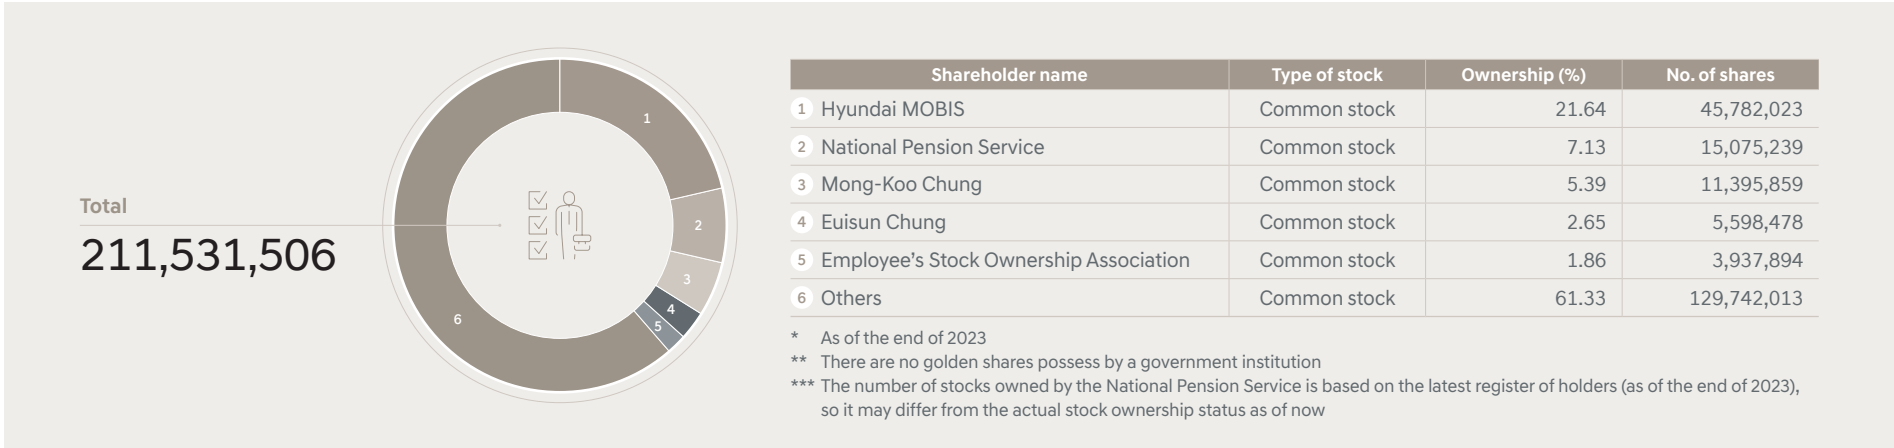 Total
211,531,506
1
2
3
4
5
6
Shareholder name Type of stock Ownership (%) No. of shares
1 Hyundai MOBIS Common stock 21.64 45,782,023
2 National Pension Service Common stock 7.13 15,075,239
3 Mong-Koo Chung Common stock 5.39 11,395,859
4 Euisun Chung Common stock 2.65 5,598,478
5 Employee’s Stock Ownership Association Common stock 1.86 3,937,894
6 Others Common stock 61.33 129,742,013
* As of the end of 2023
** There are no golden shares possess by a government institution
*** The number of stocks owned by the National Pension Service is based on the latest register of holders (as of the end of 2023),
so it may differ from the actual stock ownership status as of now